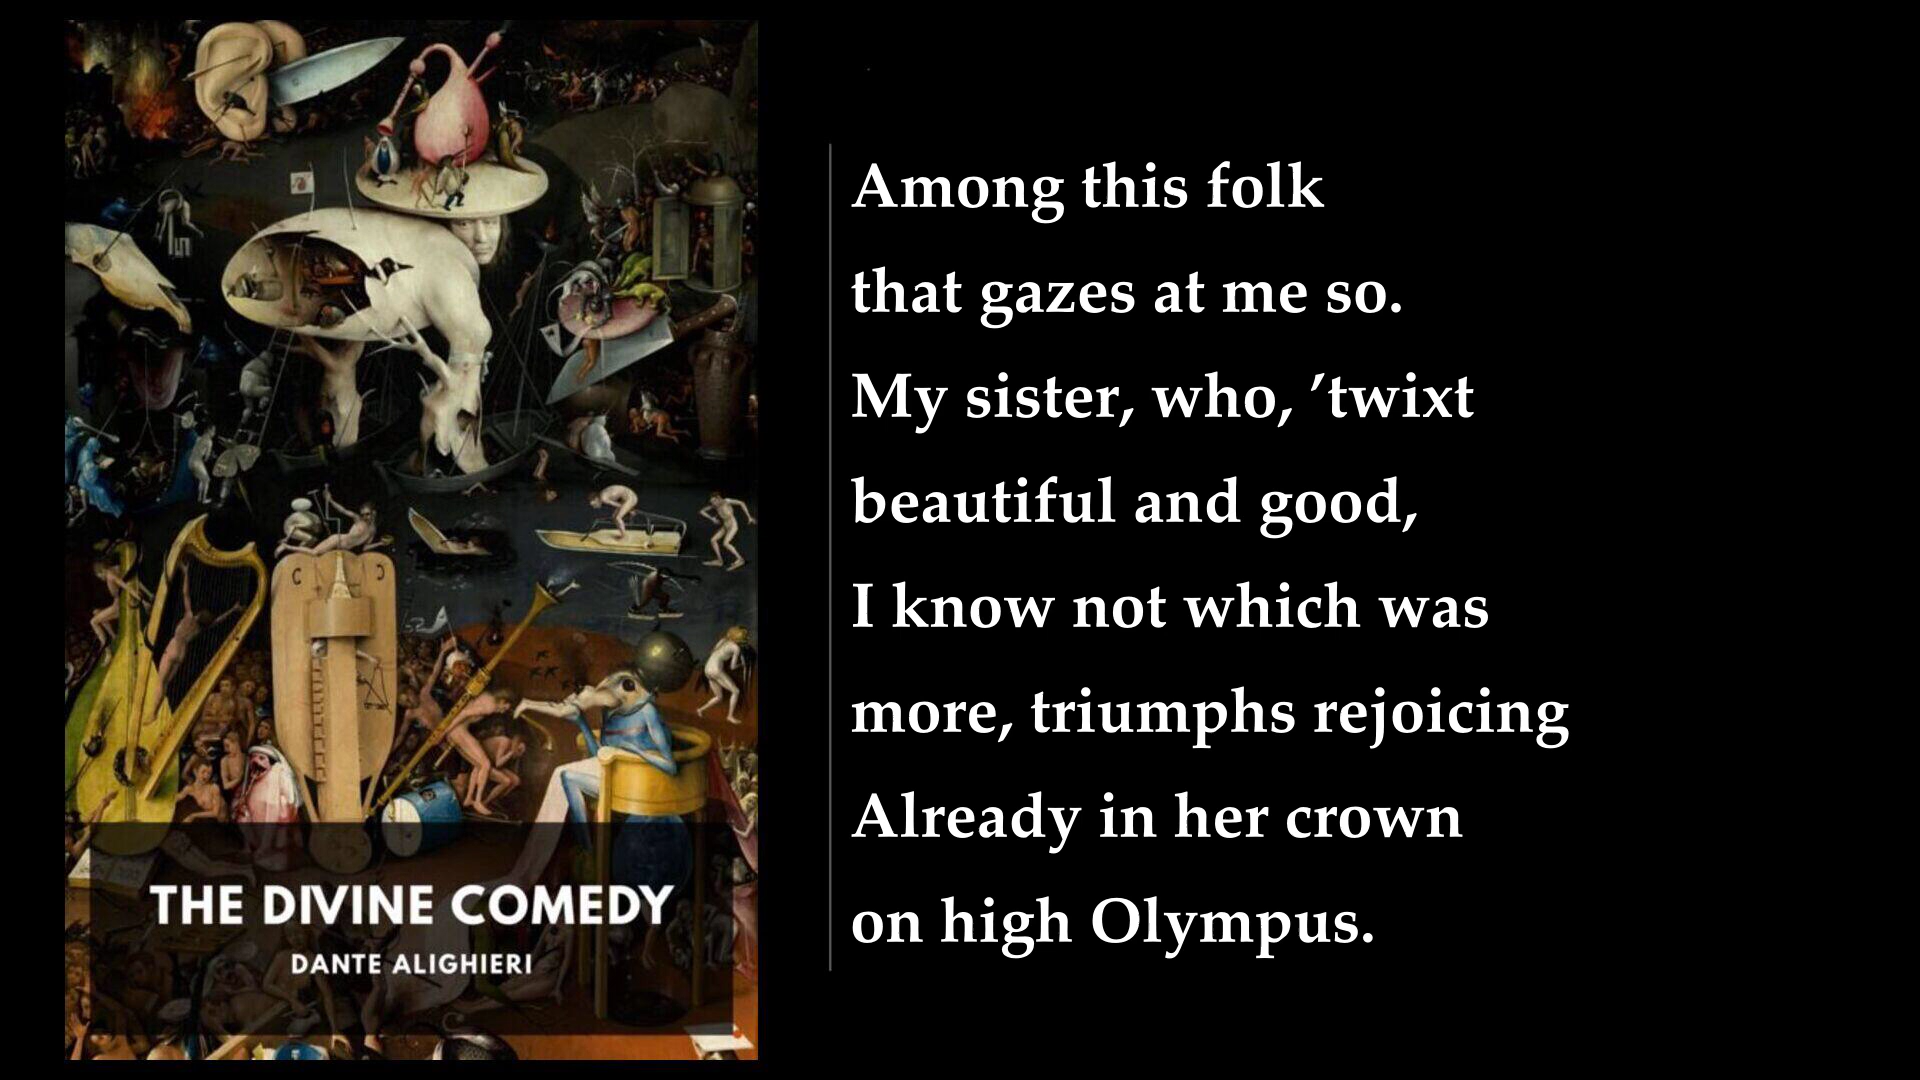 THE DIVINE COMEDY
DANTE ALIGHIERI
Among this folk
that gazes at me so.
My sister, who, ’twixt
beautiful and good,
I know not which was
more, triumphs rejoicing
Already in her crown
on high Olympus.